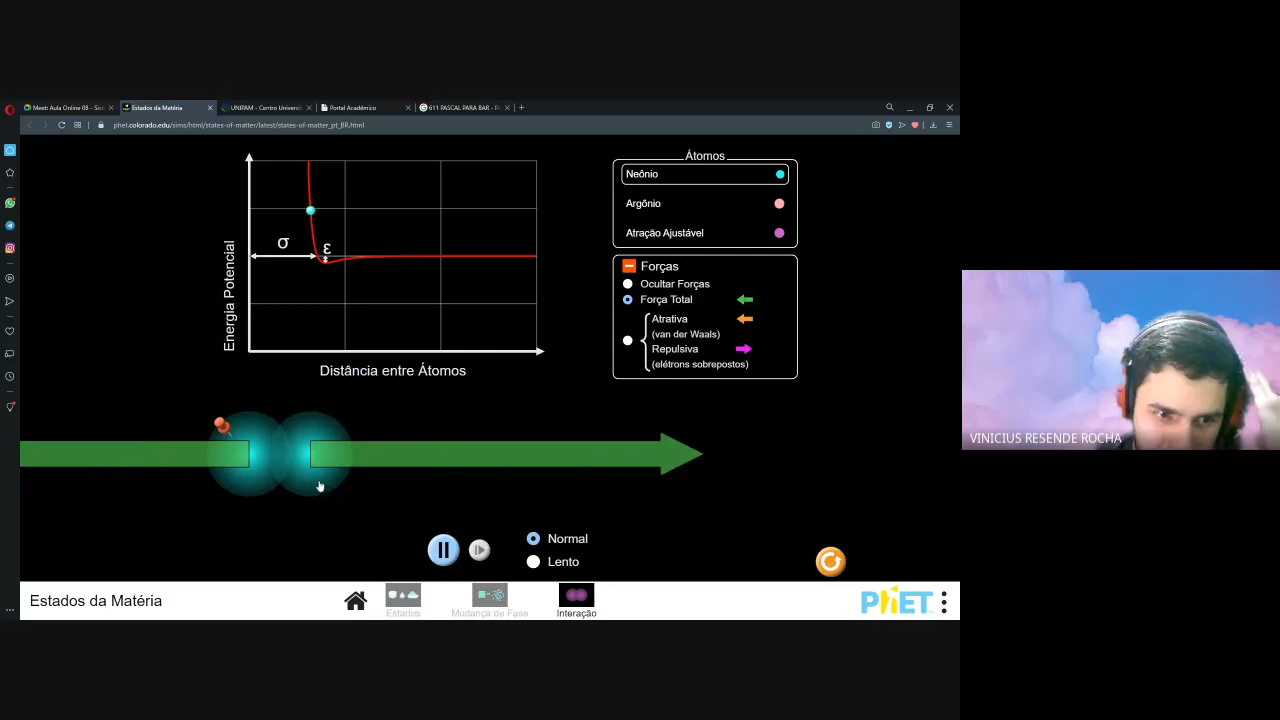 Meet: Aula Online 08 - Sis
Estados da Matéria
UNIPAM - Centro Universit
Portal Acadêmico
611 PASCAL PARA BAR - Pe
phet.colorado.edu/sims/html/states-of-matter/latest/states-of-matter_pt_BR.html
Energia Potencial
σ
ε
Distância entre Átomos
Átomos
Neônio
Argônio
Atração Ajustável
Forças
Ocultar Forças
Força Total
Atrativa
(van der Waals)
Repulsiva
(elétrons sobrepostos)
VINICIUS RESENDE ROCHA
Normal
Lento
Estados da Matéria
Estados
Mudança de Fase
Interação
PhET